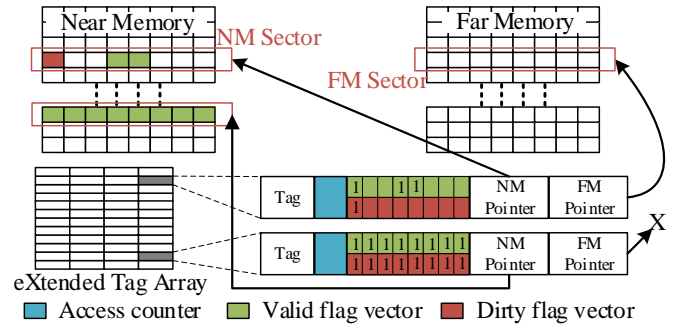 Near Memory
Far Memory
NM Sector
FM Sector
Tag
1 1 1
1
NM
Pointer
FM
Pointer
X
Tag
1 1 1 1 1 1 1 1
1 1 1 1 1 1 1 1
NM
Pointer
FM
Pointer
eXtended Tag Array
Access counter
Valid flag vector
Dirty flag vector